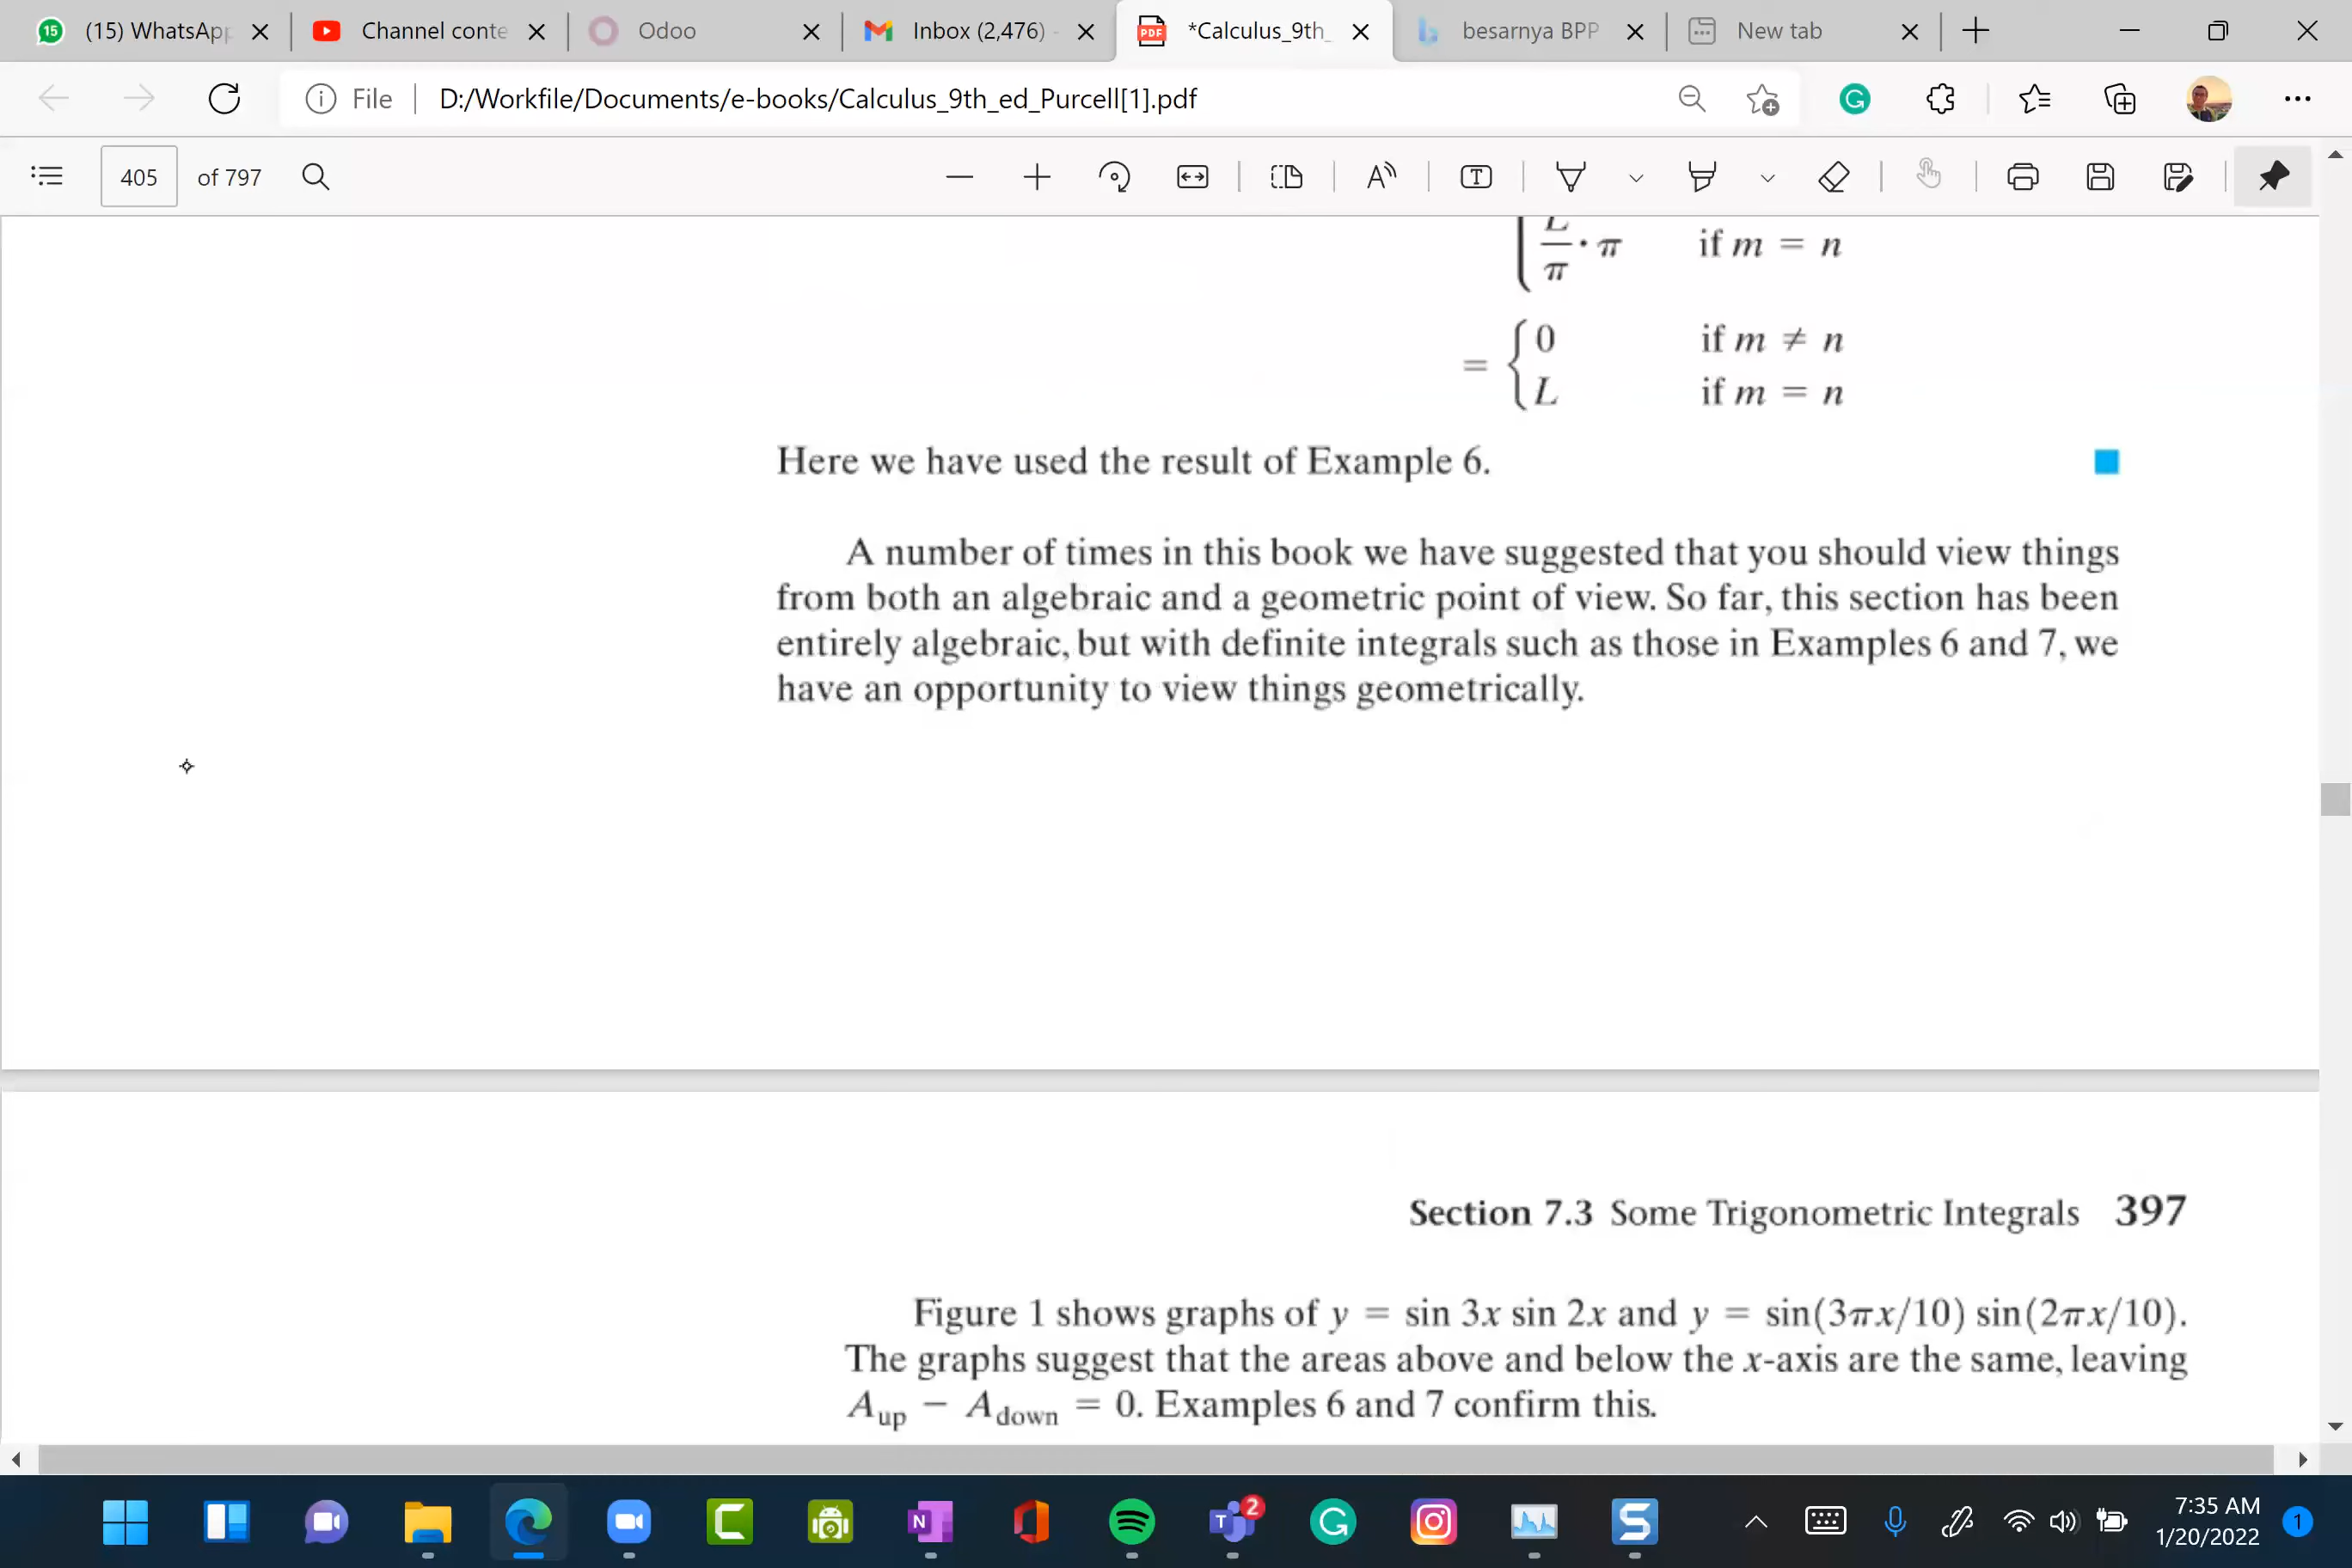 (15) WhatsApp
Channel conte
Odoo
Inbox (2,476) -
PDF
*Calculus_9th_
besarnya BPP
New tab
File
D:/Workfile/Documents/e-books/Calculus_9th_ed_Purcell[1].pdf
405 of 797
L/π · π if m = n
= { 0 if m ≠ n
L if m = n
Here we have used the result of Example 6.
A number of times in this book we have suggested that you should view things
from both an algebraic and a geometric point of view. So far, this section has been
entirely algebraic, but with definite integrals such as those in Examples 6 and 7, we
have an opportunity to view things geometrically.
Section 7.3 Some Trigonometric Integrals 397
Figure 1 shows graphs of y = sin 3x sin 2x and y = sin(3πx/10) sin(2πx/10).
The graphs suggest that the areas above and below the x-axis are the same, leaving
A_up − A_down = 0. Examples 6 and 7 confirm this.
7:35 AM
1/20/2022
2
1